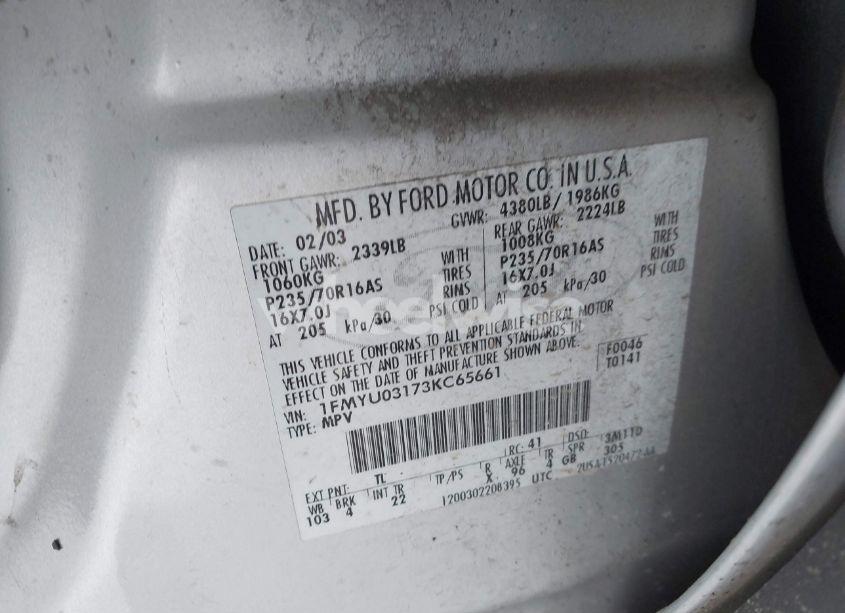 MFD. BY FORD MOTOR CO. IN U.S.A.
DATE: 02/03 GVWR: 4380LB/ 1986KG
FRONT GAWR: 2339LB REAR GAWR: 2224LB
1060KG WITH 1008KG WITH
P235/70R16AS TIRES P235/70R16AS TIRES
16X7.0J RIMS 16X7.0J RIMS
AT 205 kPa/30 PSI COLD AT 205 kPa/30 PSI COLD
THIS VEHICLE CONFORMS TO ALL APPLICABLE FEDERAL MOTOR
VEHICLE SAFETY AND THEFT PREVENTION STANDARDS IN
EFFECT ON THE DATE OF MANUFACTURE SHOWN ABOVE.
F0046
T0141
VIN: 1FMYU03173KC65661
TYPE: MPV
EXT PNT: TL RC: 41 DSO: 3M11D
WB BRK INT TR TP/PS R AXLE TR SPR 305
103 4 22 X 96 4 GB
120030220B395 UTC
wheelwise